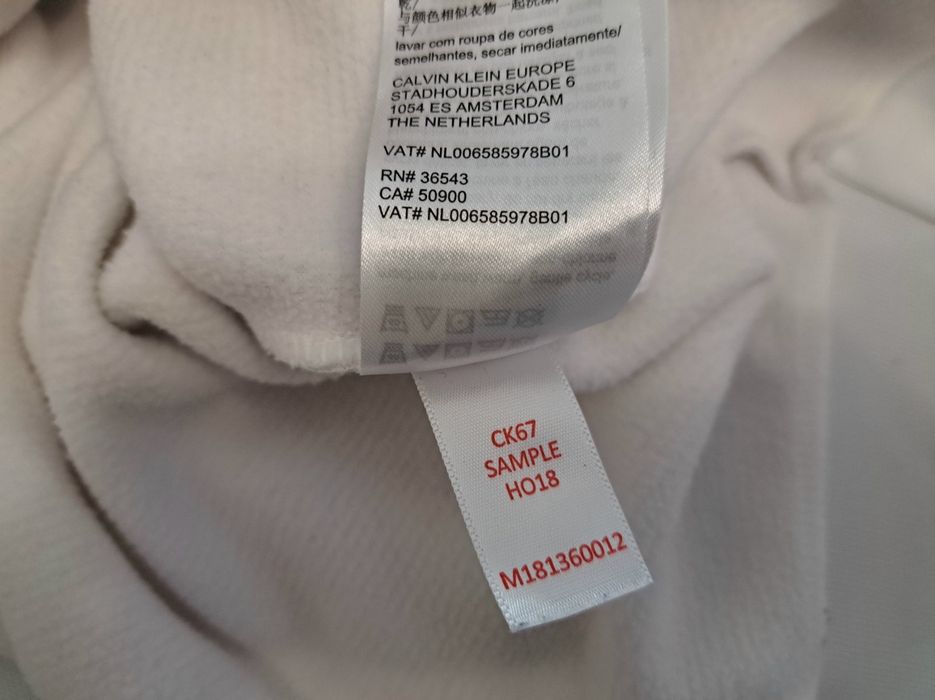 与颜色相似衣物一起洗涤,
干/
lavar com roupa de cores
semelhantes, secar imediatamente/
CALVIN KLEIN EUROPE
STADHOUDERSKADE 6
1054 ES AMSTERDAM
THE NETHERLANDS
VAT# NL006585978B01
RN# 36543
CA# 50900
VAT# NL006585978B01
CK67
SAMPLE
HO18
M181360012